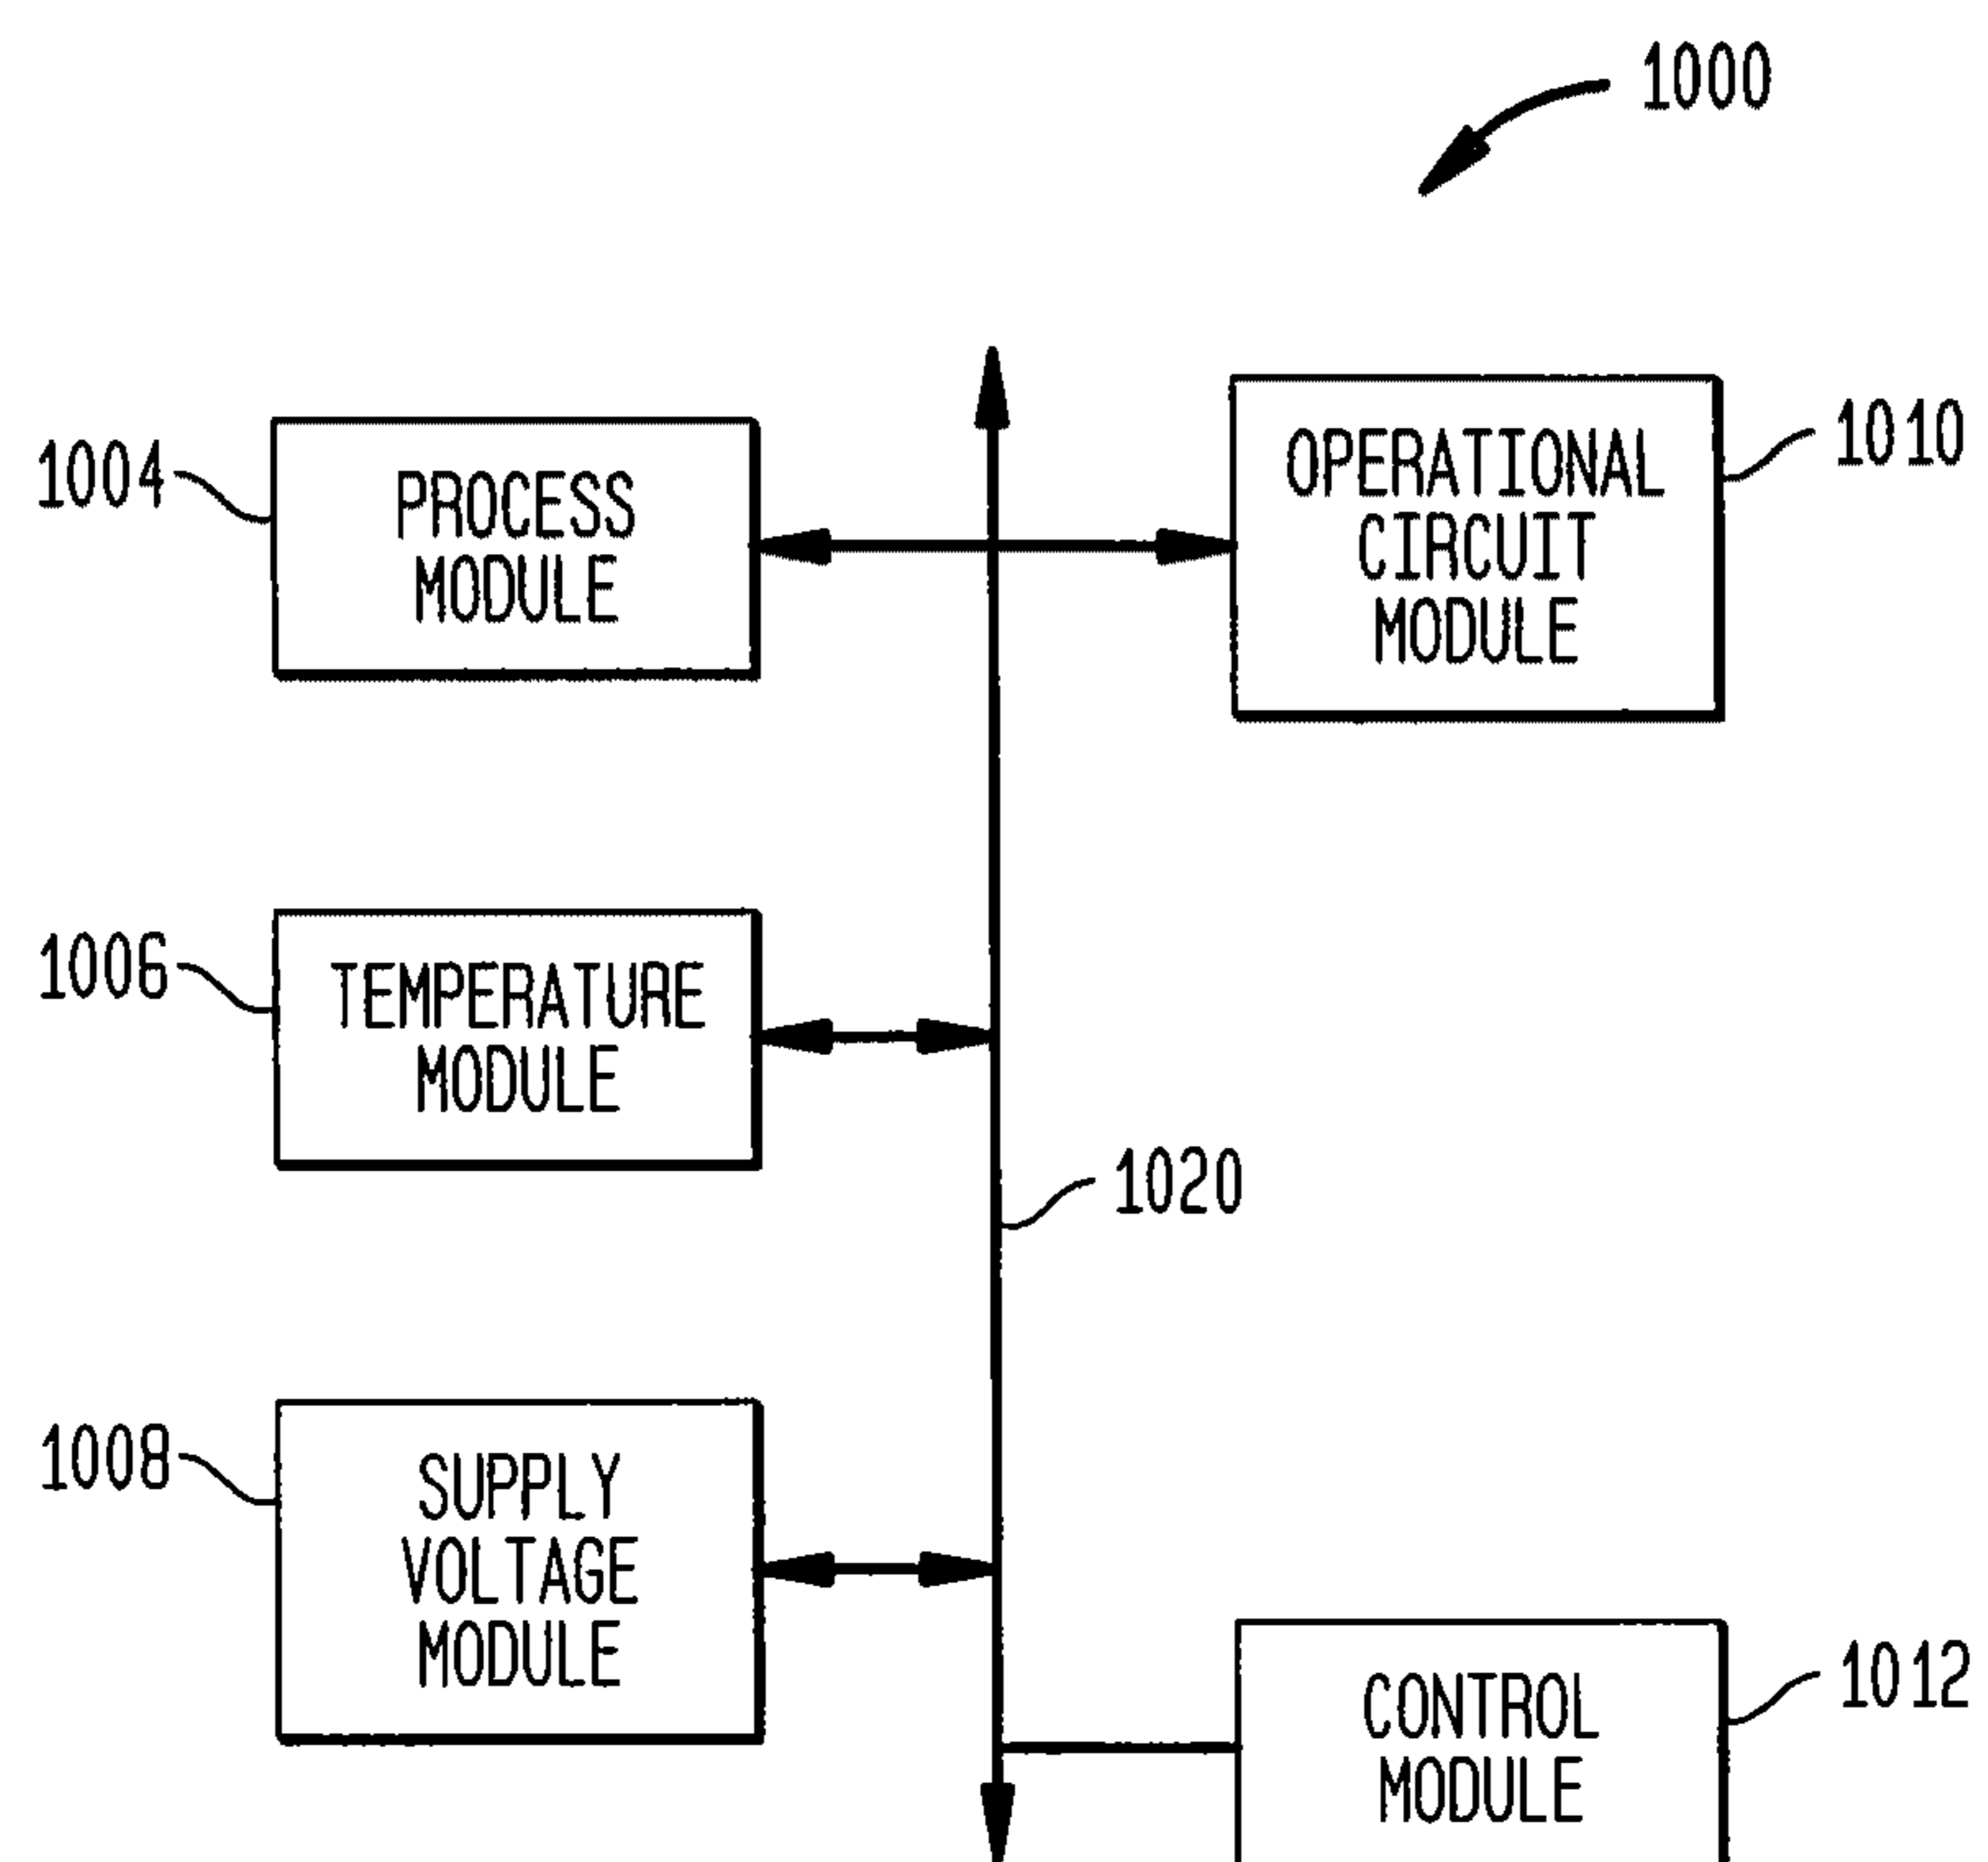 1000
1004
PROCESS
MODULE
OPERATIONAL
CIRCUIT
MODULE
1010
1006
TEMPERATURE
MODULE
1020
1008
SUPPLY
VOLTAGE
MODULE
CONTROL
MODULE
1012